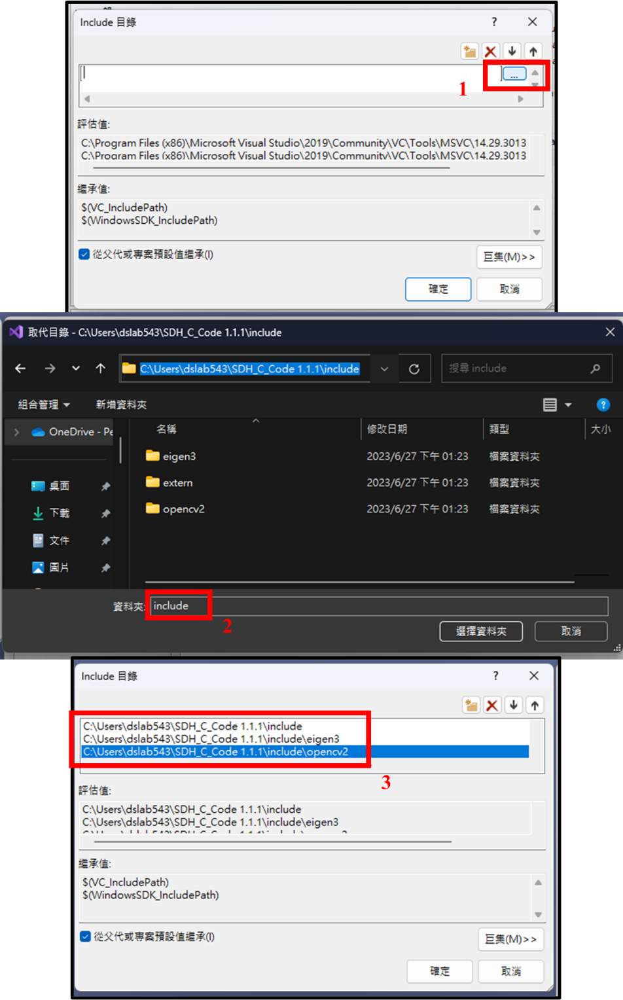 Include 目錄
?
...
1
評估值:
C:\Program Files (x86)\Microsoft Visual Studio\2019\Community\VC\Tools\MSVC\14.29.3013
C:\Program Files (x86)\Microsoft Visual Studio\2019\Community\VC\Tools\MSVC\14.29.3013
繼承值:
$(VC_IncludePath)
$(WindowsSDK_IncludePath)
從父代或專案預設值繼承(I)
巨集(M)>>
確定
取消
取代目錄 - C:\Users\dslab543\SDH_C_Code 1.1.1\include
C:\Users\dslab543\SDH_C_Code 1.1.1\include
搜尋 include
組合管理
新增資料夾
?
OneDrive - Pe
名稱
修改日期
類型
大小
eigen3
2023/6/27 下午 01:23
檔案資料夾
extern
2023/6/27 下午 01:23
檔案資料夾
opencv2
2023/6/27 下午 01:23
檔案資料夾
桌面
下載
文件
圖片
資料夾:
include
2
選擇資料夾
取消
Include 目錄
?
C:\Users\dslab543\SDH_C_Code 1.1.1\include
C:\Users\dslab543\SDH_C_Code 1.1.1\include\eigen3
C:\Users\dslab543\SDH_C_Code 1.1.1\include\opencv2
3
評估值:
C:\Users\dslab543\SDH_C_Code 1.1.1\include
C:\Users\dslab543\SDH_C_Code 1.1.1\include\eigen3
繼承值:
$(VC_IncludePath)
$(WindowsSDK_IncludePath)
從父代或專案預設值繼承(I)
巨集(M)>>
確定
取消